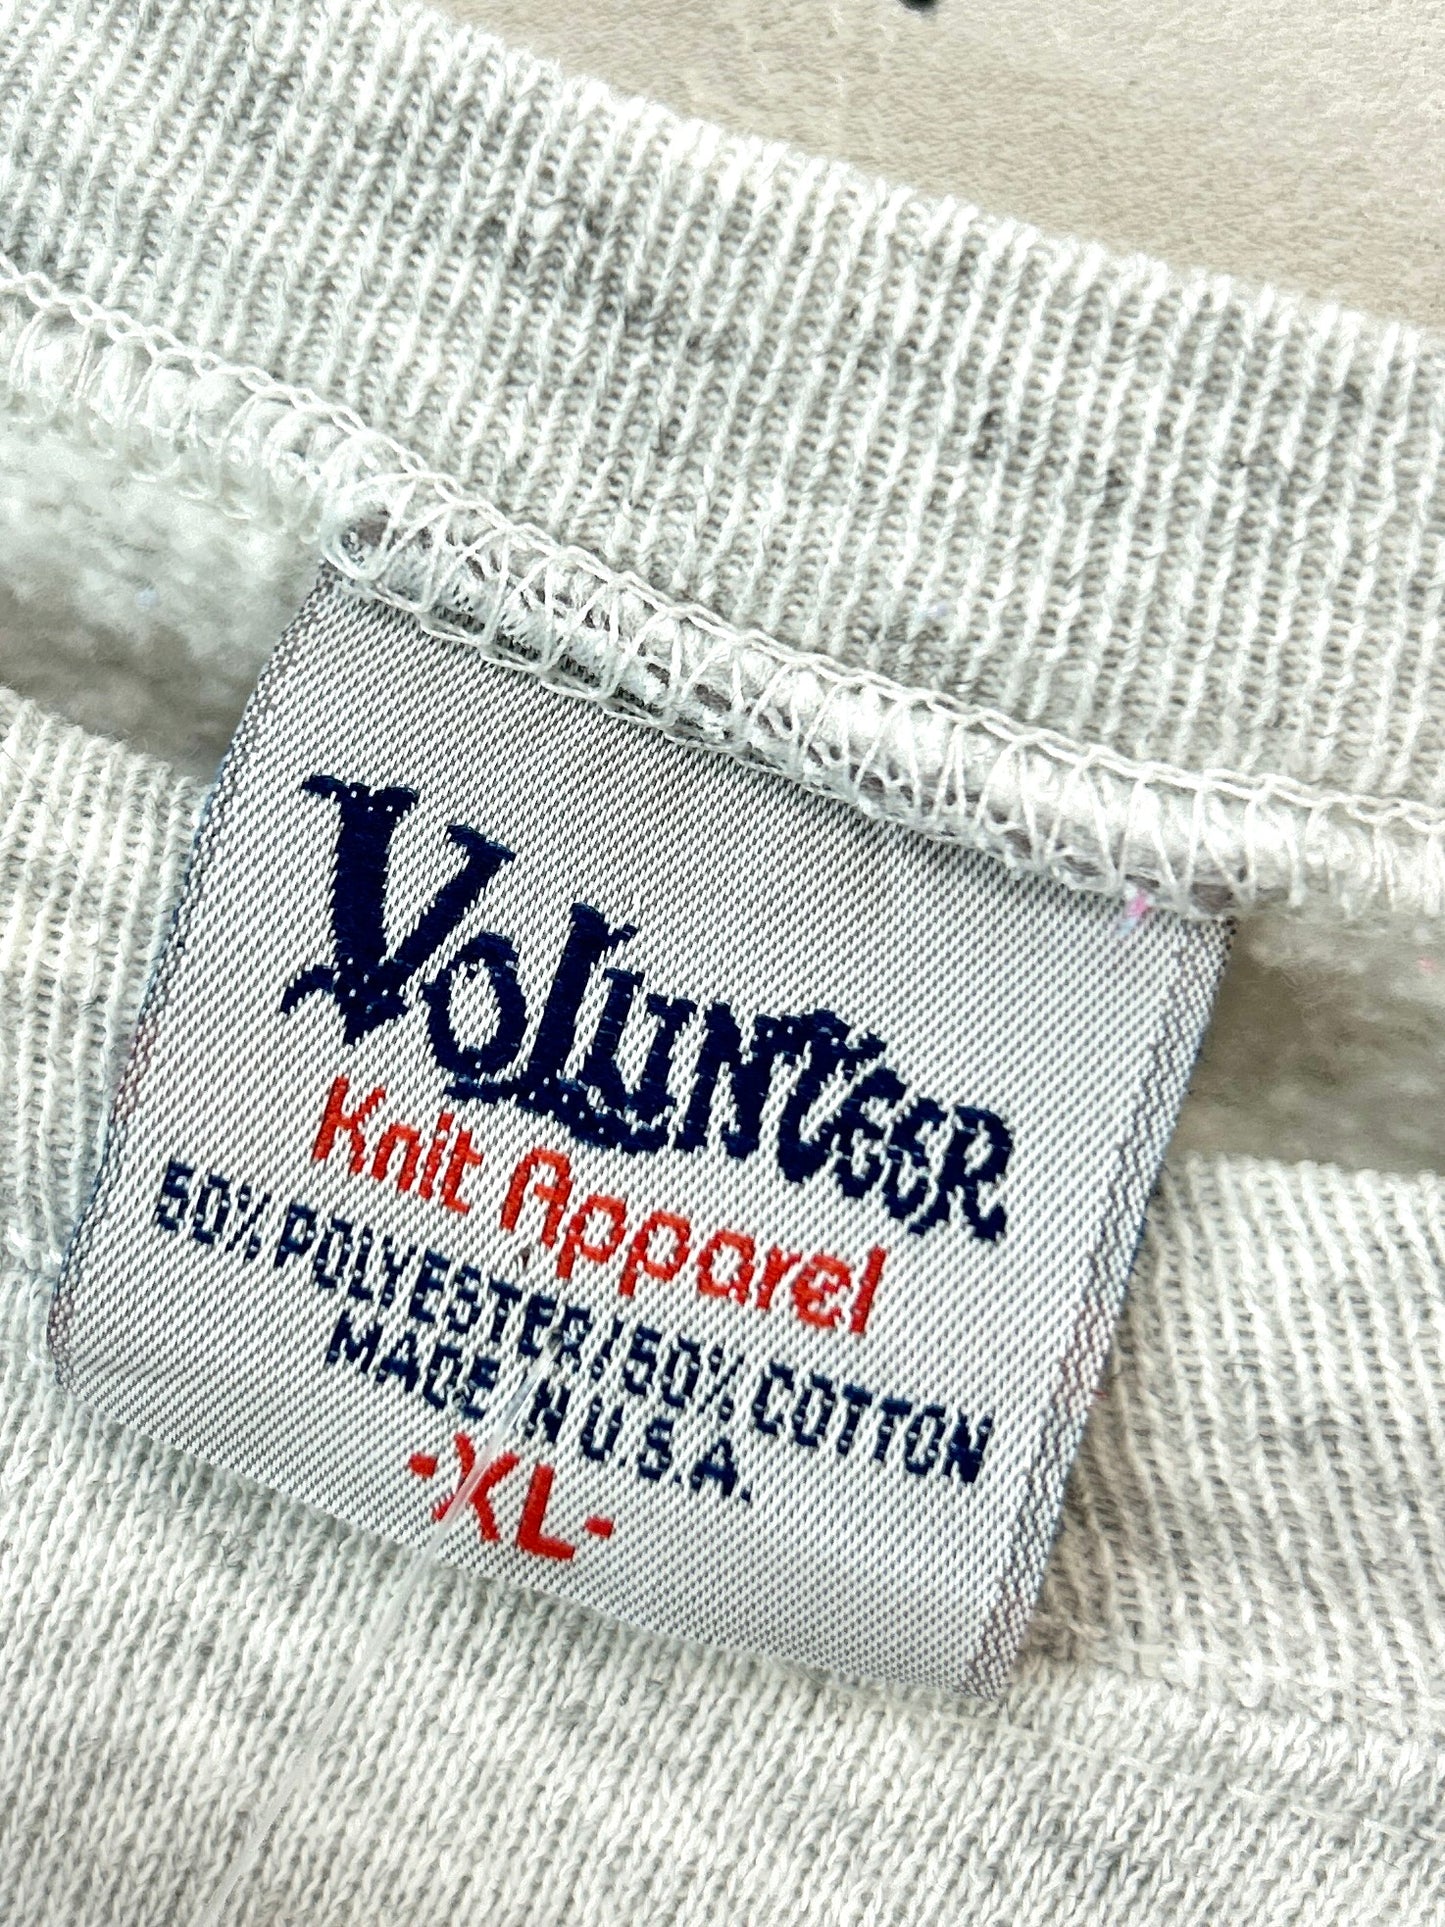 VOLUNTEER
Knit Apparel
50% POLYESTER/50% COTTON
MADE IN U.S.A.
-XL-